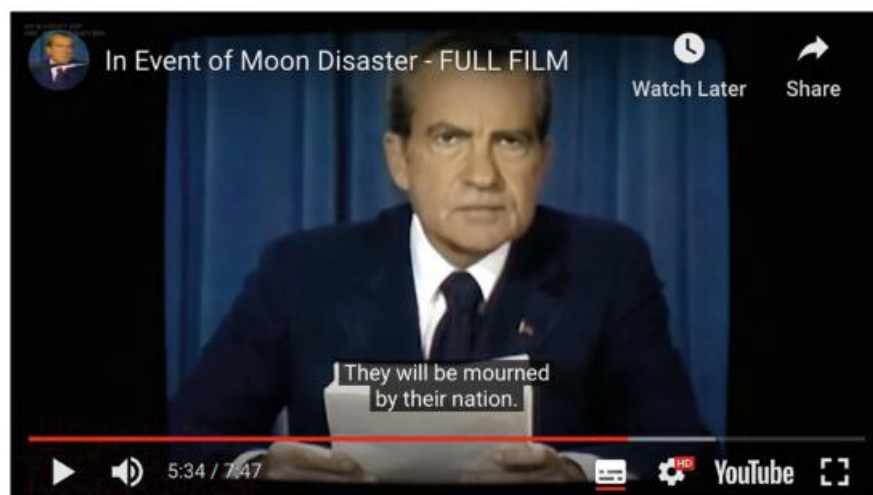 In Event of Moon Disaster - FULL FILM
Watch Later
Share
They will be mourned
by their nation.
5:34 / 7:47
HD
YouTube